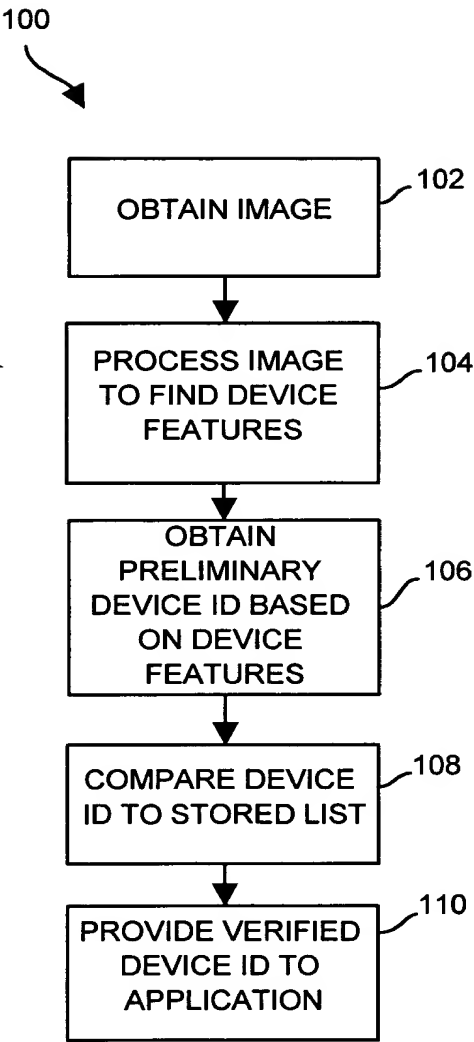 100
OBTAIN IMAGE
102
PROCESS IMAGE
TO FIND DEVICE
FEATURES
104
OBTAIN
PRELIMINARY
DEVICE ID BASED
ON DEVICE
FEATURES
106
COMPARE DEVICE
ID TO STORED LIST
108
PROVIDE VERIFIED
DEVICE ID TO
APPLICATION
110